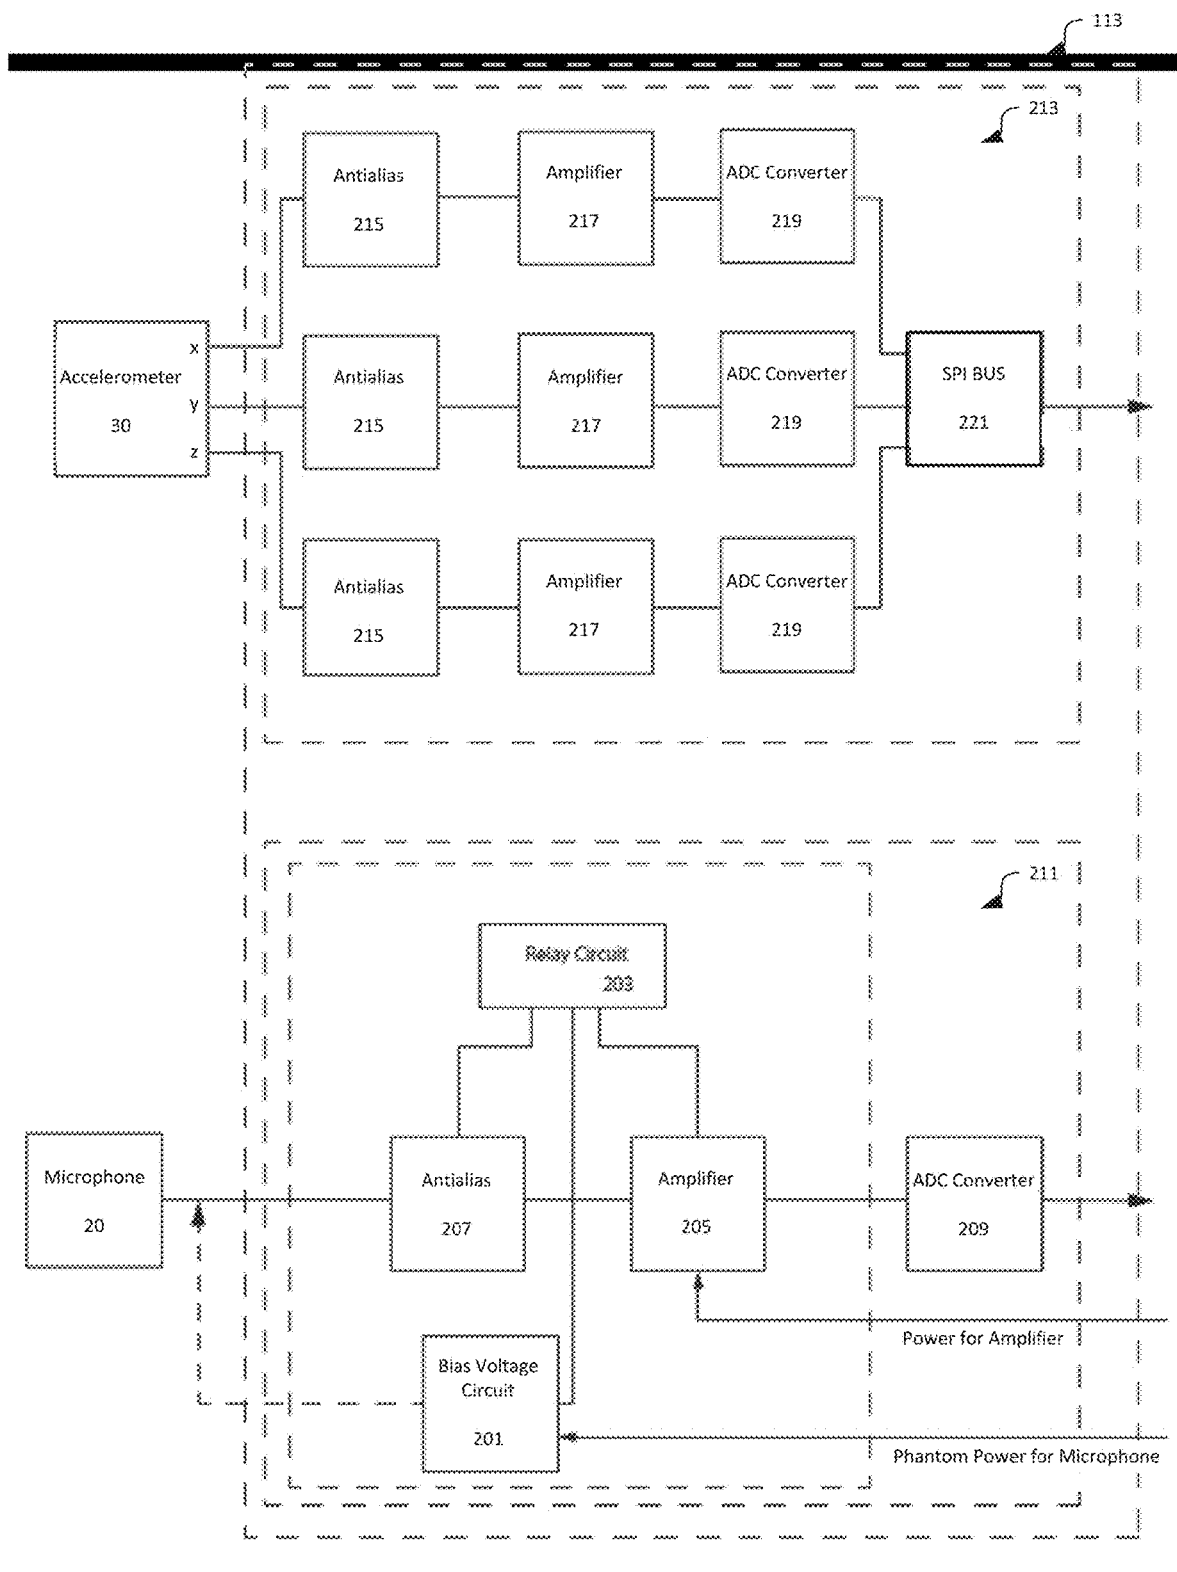 113
213
Antialias
215
Amplifier
217
ADC Converter
219
Accelerometer
30
x
y
z
Antialias
215
Amplifier
217
ADC Converter
219
SPI BUS
221
Antialias
215
Amplifier
217
ADC Converter
219
211
Relay Circuit
203
Microphone
20
Antialias
207
Amplifier
205
ADC Converter
209
Power for Amplifier
Bias Voltage
Circuit
201
Phantom Power for Microphone